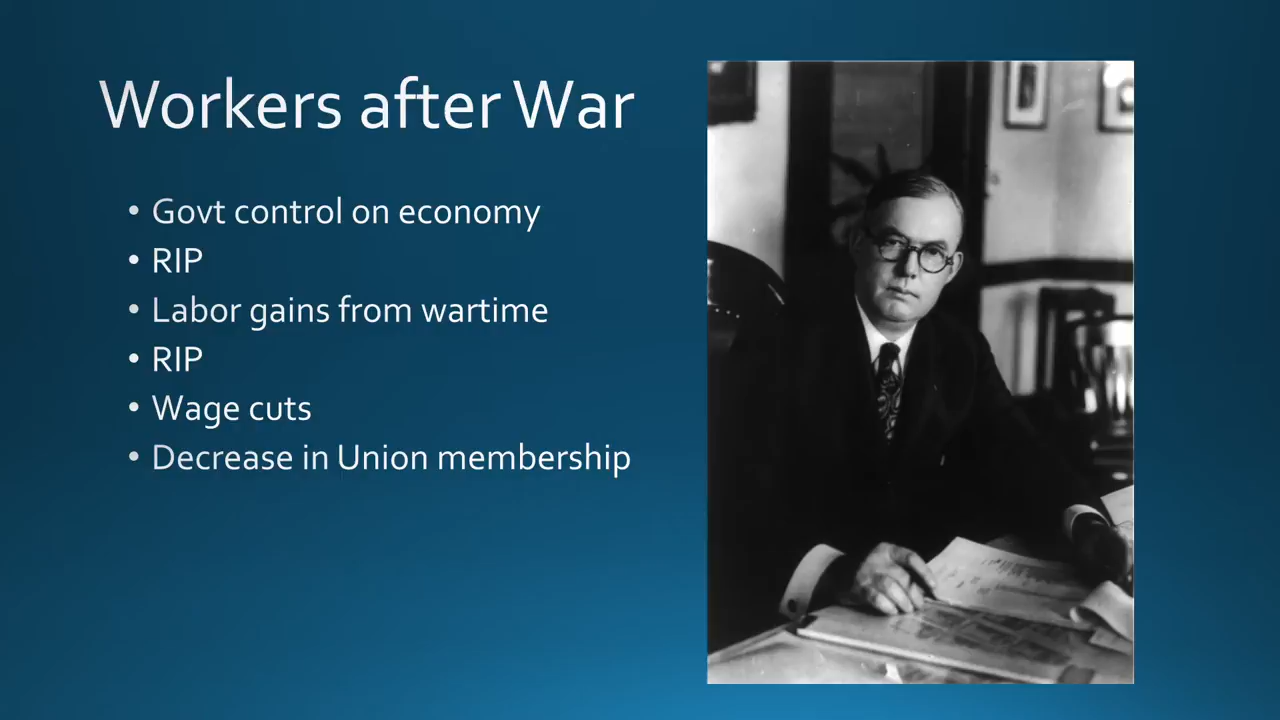 Workers after War
• Govt control on economy
• RIP
• Labor gains from wartime
• RIP
• Wage cuts
• Decrease in Union membership